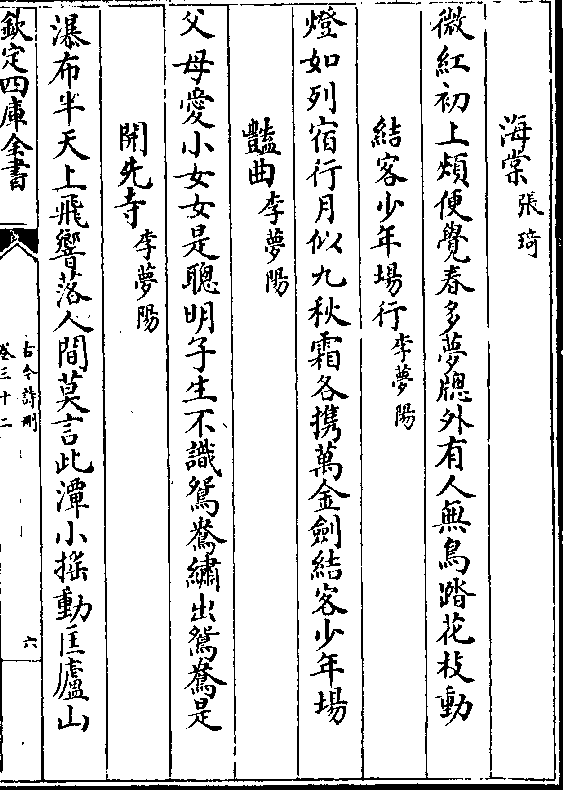 海棠張琦
微紅初上頰便覺春多夢牎外有人無鳥踏花枝動
結客少年場行李夢陽
燈如列宿行月似九秋霜各攜萬金劍結客少年場
豔曲李夢陽
父母愛小女女是聰明子生不識鴛鴦繡出鴛鴦是
開先寺李夢陽
瀑布半天上飛響落人間莫言此潭小搖動匡廬山
欽定四庫全書
古今詩刪
卷三十二
六